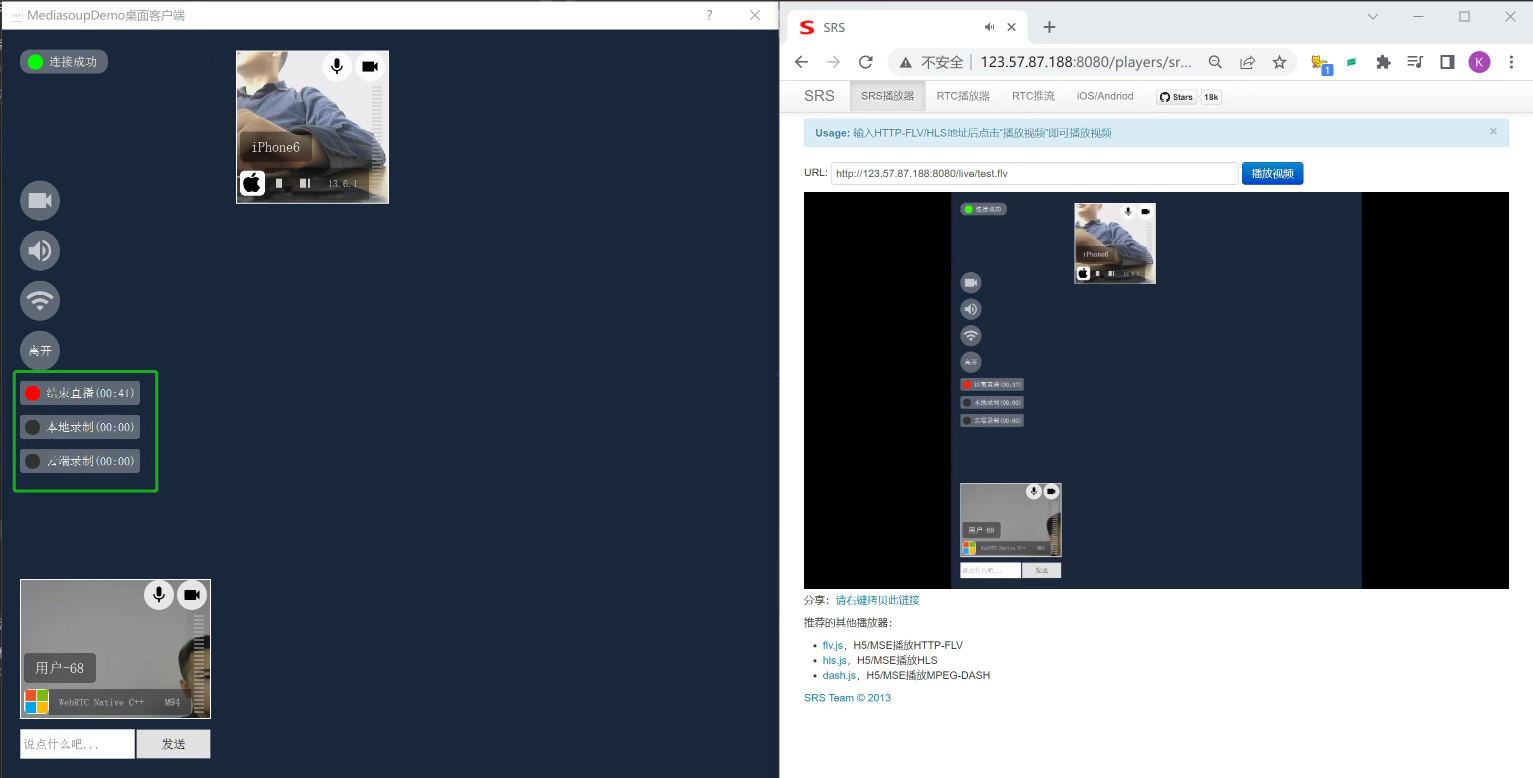 MediasoupDemo桌面客户端
?
连接成功
iPhone6
13.6.1
离开
结束直播(00:41)
本地录制(00:00)
云端录制(00:00)
用户-68
WebRTC Native C++ M94
说点什么吧...
发送
SRS
不安全 123.57.87.188:8080/players/sr...
1
K
SRS SRS播放器 RTC播放器 RTC推流 iOS/Andriod Stars 18k
Usage: 输入HTTP-FLV/HLS地址后点击“播放视频”即可播放视频 ×
URL: http://123.57.87.188:8080/live/test.flv 播放视频
连接成功
iPhone6
13.6.1
离开
结束直播(00:37)
本地录制(00:00)
云端录制(00:00)
用户-68
WebRTC Native C++ M94
说点什么吧...
发送
分享：请右键拷贝此链接
推荐的其他播放器：
• flv.js，H5/MSE播放HTTP-FLV
• hls.js，H5/MSE播放HLS
• dash.js，H5/MSE播放MPEG-DASH
SRS Team © 2013